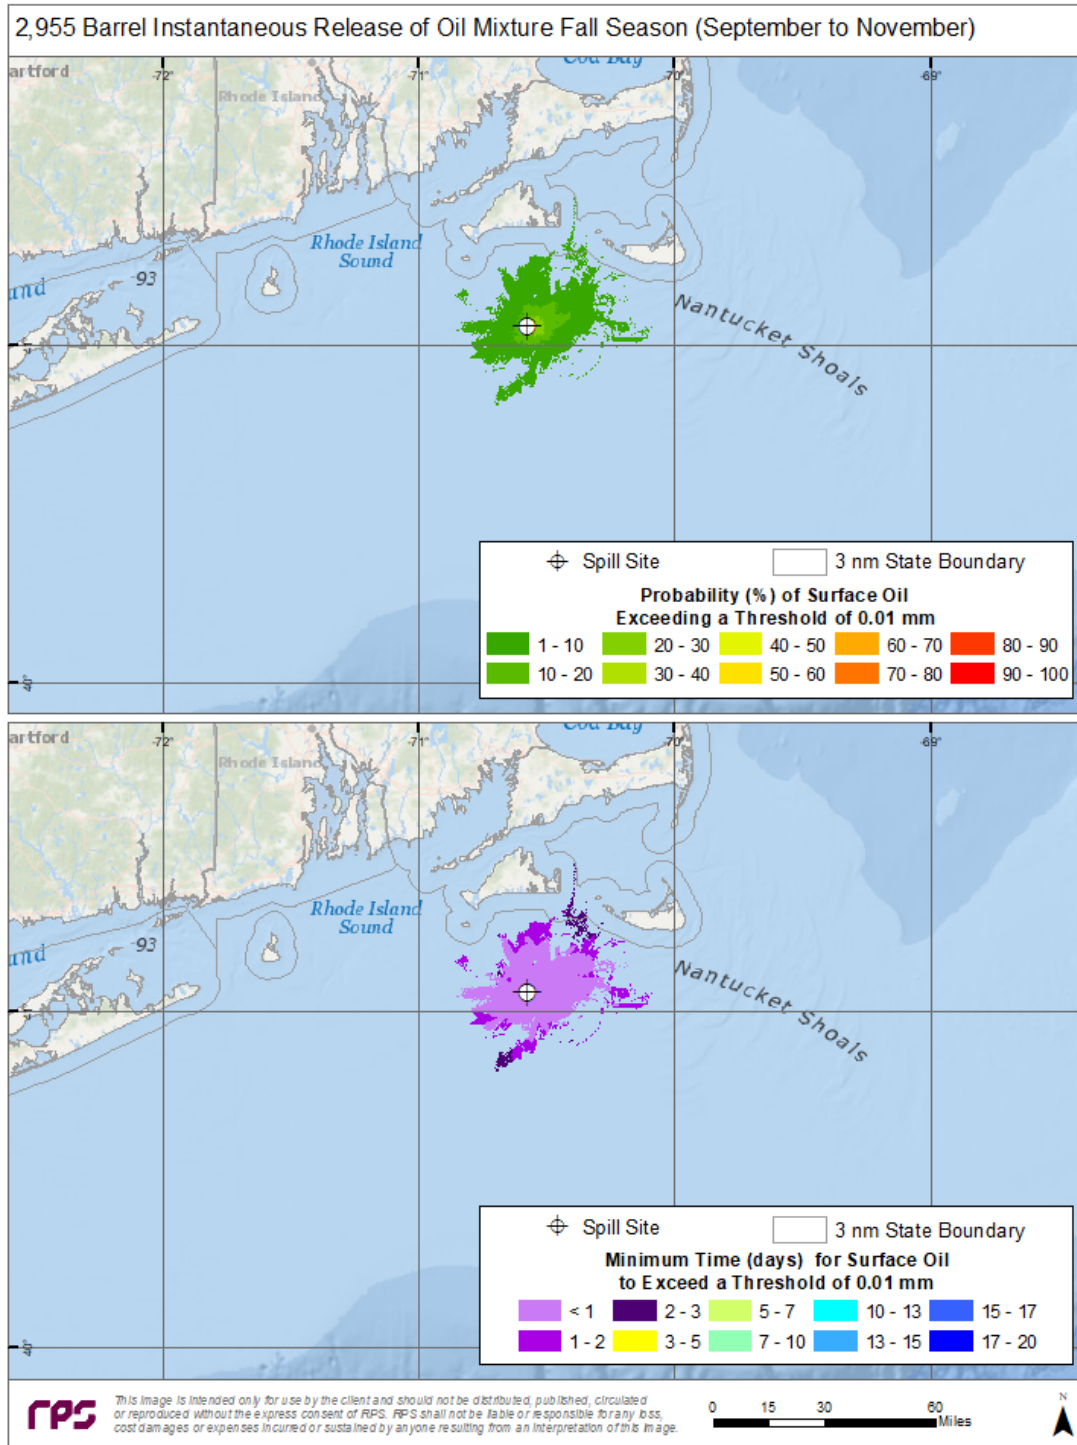 2,955 Barrel Instantaneous Release of Oil Mixture Fall Season (September to November)
Cod Bay
artford
-72°
-71°
-70°
-69°
Rhode Island
Rhode Island
Sound
93
and
Nantucket Shoals
Spill Site
3 nm State Boundary
Probability (%) of Surface Oil
Exceeding a Threshold of 0.01 mm
1 - 10
20 - 30
40 - 50
60 - 70
80 - 90
10 - 20
30 - 40
50 - 60
70 - 80
90 - 100
40°
Cod Bay
artford
-72°
-71°
-70°
-69°
Rhode Island
Rhode Island
Sound
93
and
Nantucket Shoals
Spill Site
3 nm State Boundary
Minimum Time (days) for Surface Oil
to Exceed a Threshold of 0.01 mm
< 1
2 - 3
5 - 7
10 - 13
15 - 17
1 - 2
3 - 5
7 - 10
13 - 15
17 - 20
40°
rps
This image is intended only for use by the client and should not be distributed, published, circulated
or reproduced without the express consent of RPS. RPS shall not be liable or responsible for any loss,
cost damages or expenses incurred or sustained by anyone resulting from an interpretation of this image.
0 15 30 60
Miles
N